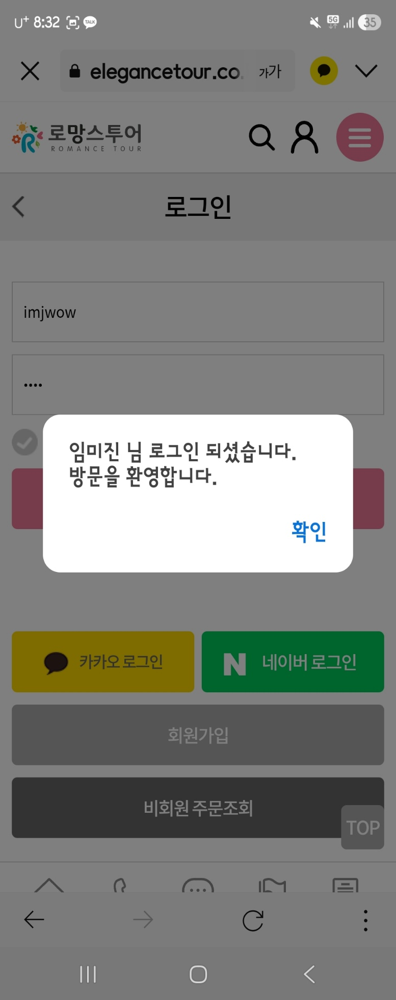 U+ 8:32 TALK 5G 35
elegancetour.co. 가가
로망스투어
ROMANCE TOUR
로그인
imjwow
••••
임미진 님 로그인 되셨습니다.
방문을 환영합니다.
확인
카카오 로그인
N 네이버 로그인
회원가입
비회원 주문조회
TOP